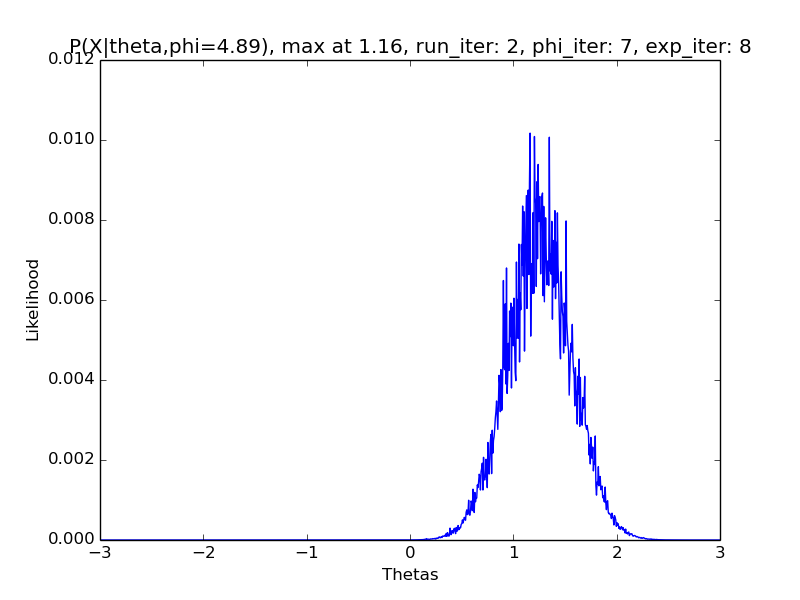 P(X|theta,phi=4.89), max at 1.16, run_iter: 2, phi_iter: 7, exp_iter: 8
0.012
0.010
0.008
0.006
0.004
0.002
0.000
Likelihood
−3 −2 −1 0 1 2 3
Thetas